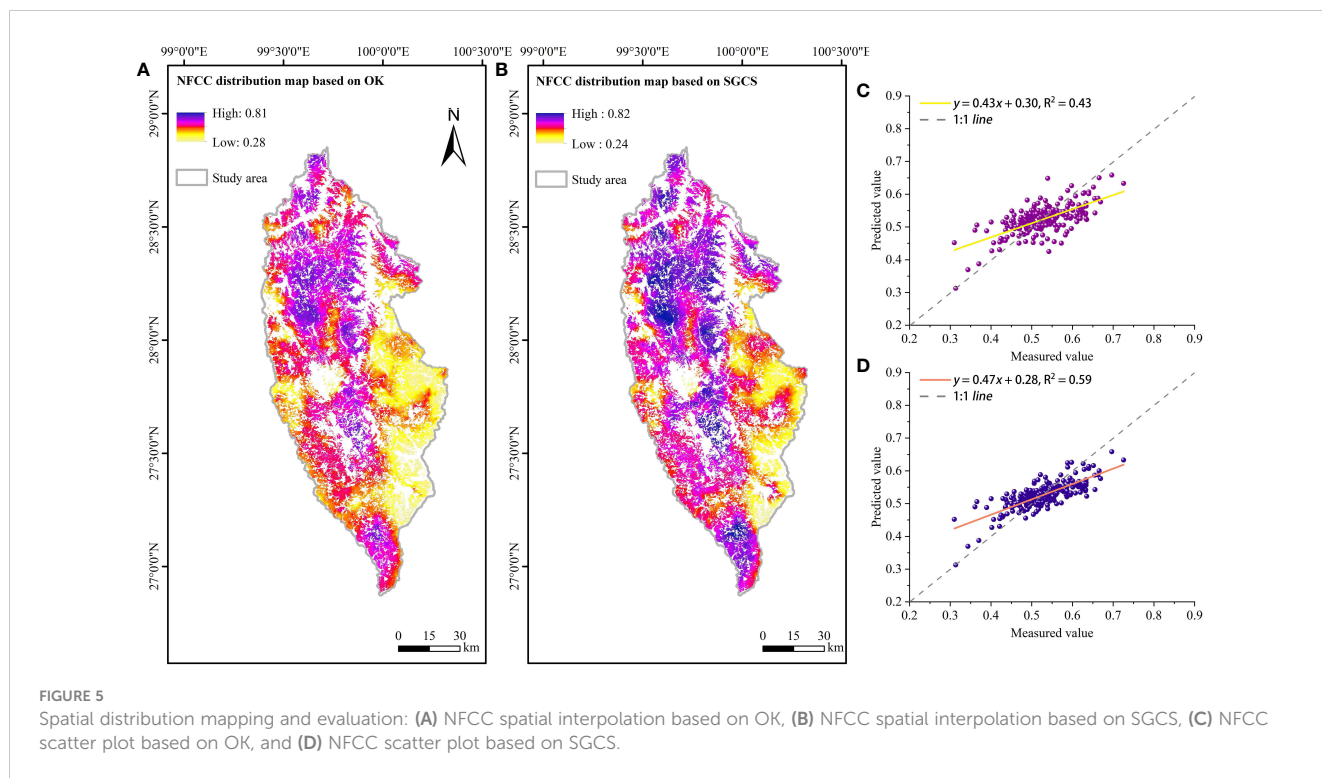 99°0'0"E 99°30'0"E 100°0'0"E 100°30'0"E
A
NFCC distribution map based on OK
High: 0.81
Low: 0.28
Study area
N
29°0'0"N
28°30'0"N
28°0'0"N
27°30'0"N
27°0'0"N
0 15 30
km
99°0'0"E 99°30'0"E 100°0'0"E 100°30'0"E
B
NFCC distribution map based on SGCS
High : 0.82
Low : 0.24
Study area
29°0'0"N
28°30'0"N
28°0'0"N
27°30'0"N
27°0'0"N
0 15 30
km
C
y = 0.43x + 0.30, R² = 0.43
1:1 line
Predicted value
0.9
0.8
0.7
0.6
0.5
0.4
0.3
0.2
0.2 0.3 0.4 0.5 0.6 0.7 0.8 0.9
Measured value
D
y = 0.47x + 0.28, R² = 0.59
1:1 line
Predicted value
0.9
0.8
0.7
0.6
0.5
0.4
0.3
0.2
0.2 0.3 0.4 0.5 0.6 0.7 0.8 0.9
Measured value
FIGURE 5
Spatial distribution mapping and evaluation: (A) NFCC spatial interpolation based on OK, (B) NFCC spatial interpolation based on SGCS, (C) NFCC
scatter plot based on OK, and (D) NFCC scatter plot based on SGCS.